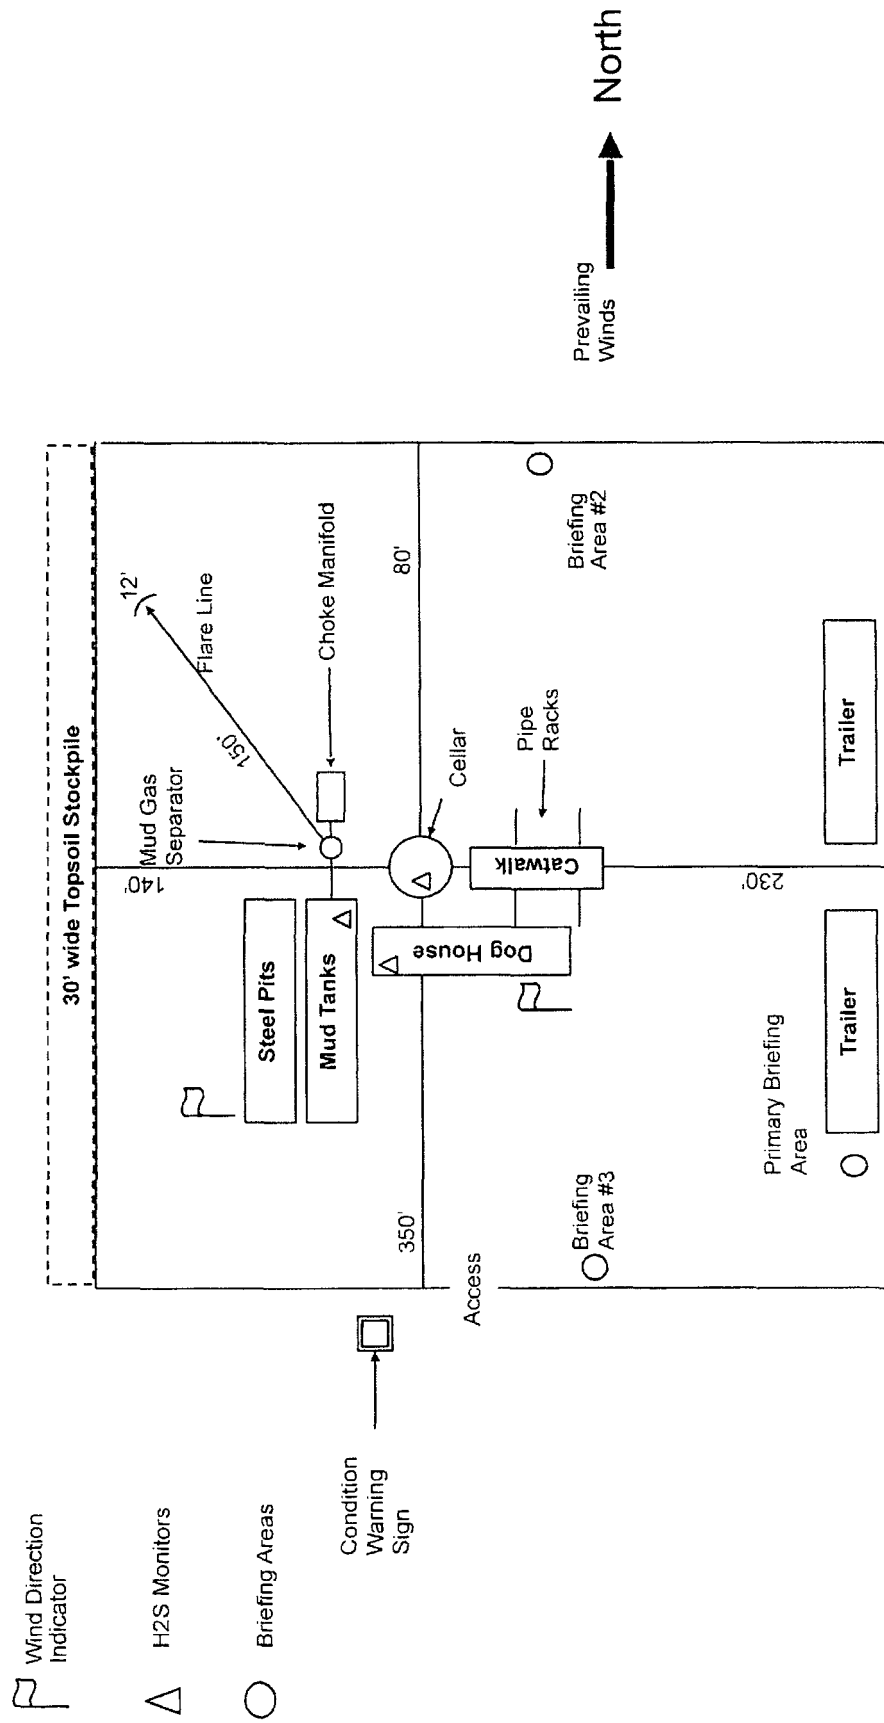 Wind Direction
Indicator
H2S Monitors
Briefing Areas
Condition
Warning
Sign
30' wide Topsoil Stockpile
Steel Pits
Mud Tanks
Mud Gas
Separator
140'
150'
Flare Line
12'
Choke Manifold
350'
80'
Cellar
Dog House
Catwalk
Pipe
Racks
Access
Briefing
Area #3
Briefing
Area #2
Primary Briefing
Area
Trailer
230'
Trailer
Prevailing
Winds
North